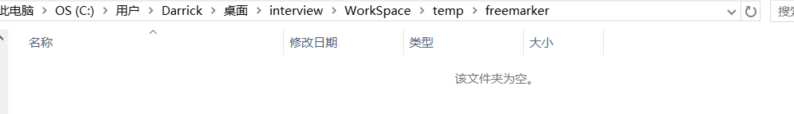 此电脑 > OS (C:) > 用户 > Darrick > 桌面 > interview > WorkSpace > temp > freemarker
搜索
名称 修改日期 类型 大小
该文件夹为空。